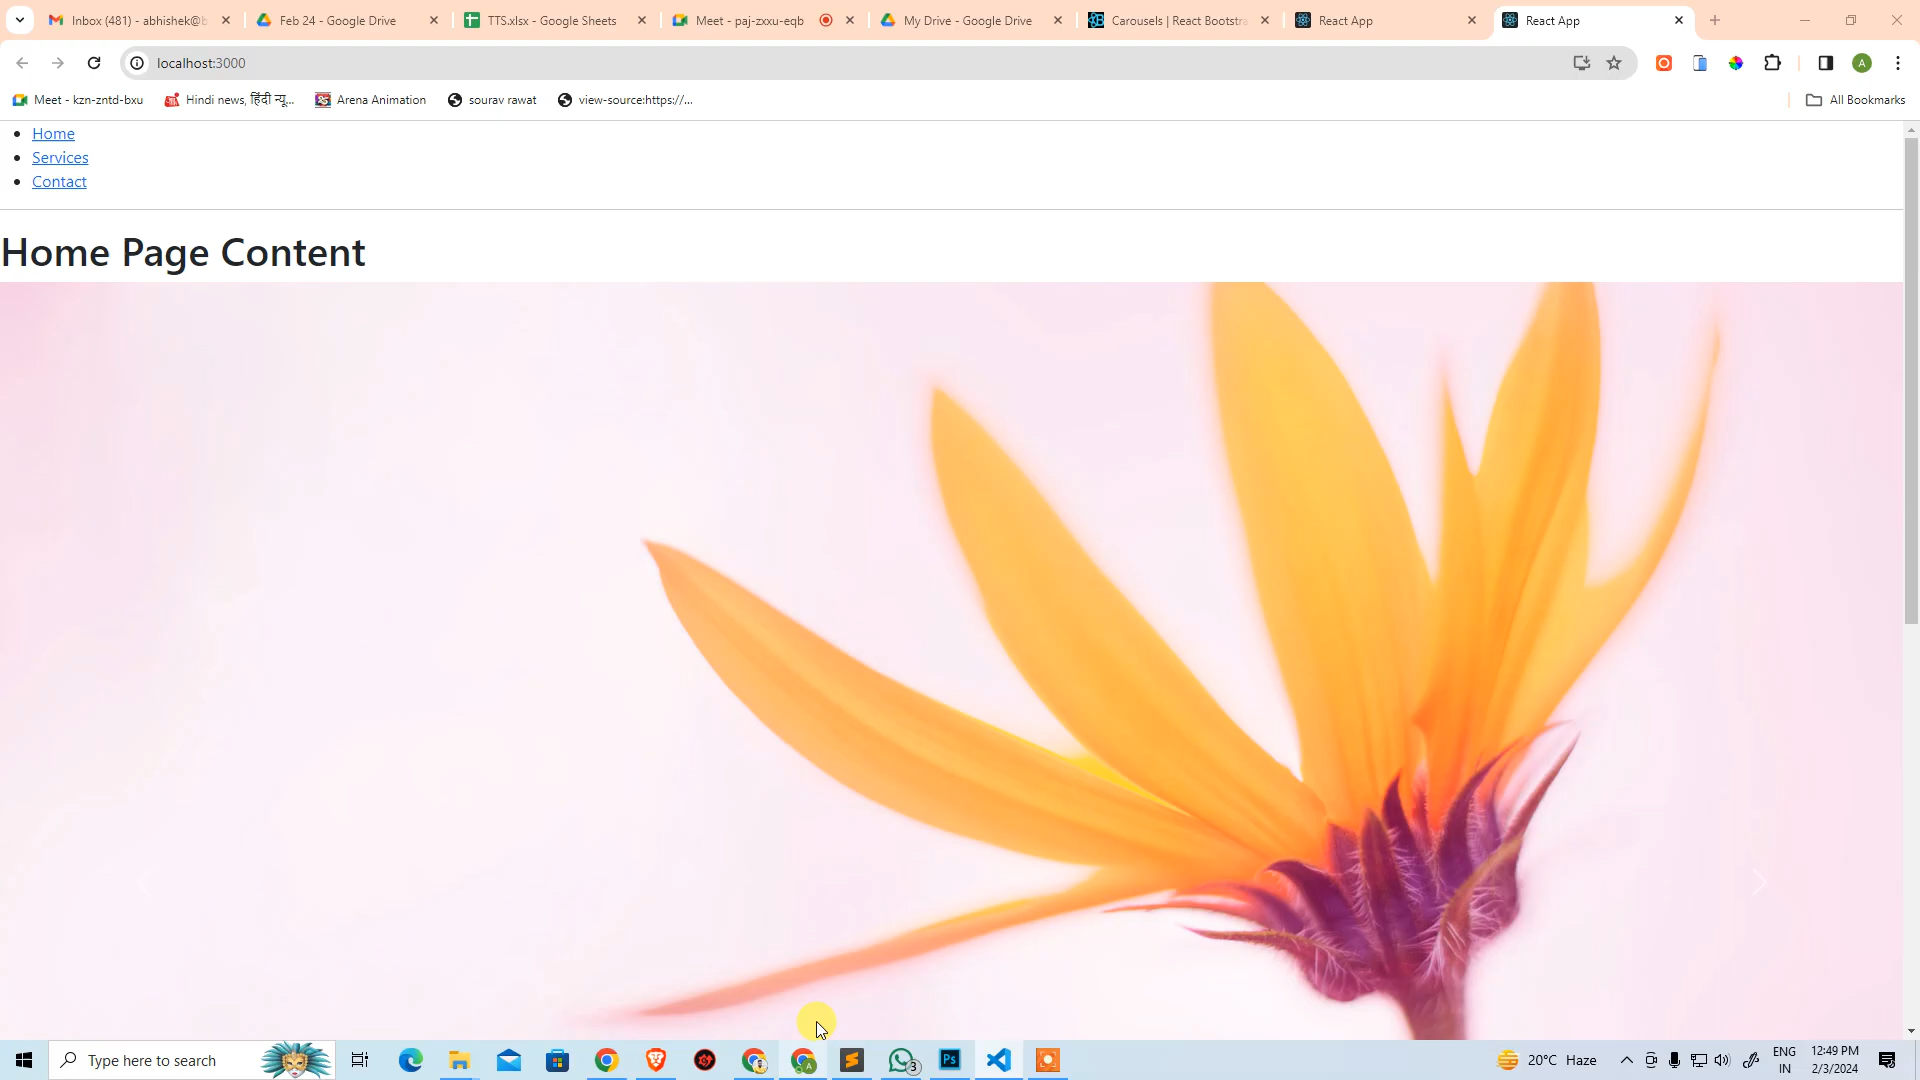 Inbox (481) - abhishek@b
Feb 24 - Google Drive
TTS.xlsx - Google Sheets
Meet - paj-zxxu-eqb
My Drive - Google Drive
Carousels | React Bootstra
React App
React App
localhost:3000
A
Meet - kzn-zntd-bxu
Hindi news, हिंदी न्यू...
Arena Animation
sourav rawat
view-source:https://...
All Bookmarks
Home
Services
Contact
Home Page Content
Type here to search
A
3
Ps
20°C Haze
ENG
IN
12:49 PM
2/3/2024